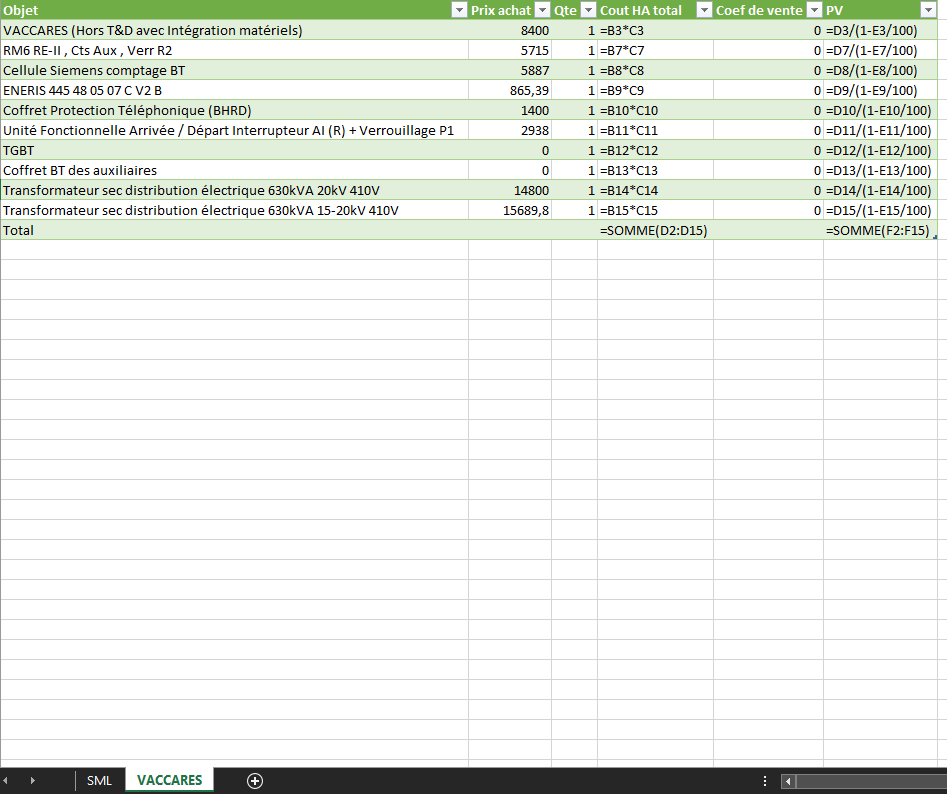 Objet Prix achat Qte Cout HA total Coef de vente PV
VACCARES (Hors T&D avec Intégration matériels) 8400 1 =B3*C3 0 =D3/(1-E3/100)
RM6 RE-II , Cts Aux , Verr R2 5715 1 =B7*C7 0 =D7/(1-E7/100)
Cellule Siemens comptage BT 5887 1 =B8*C8 0 =D8/(1-E8/100)
ENERIS 445 48 05 07 C V2 B 865,39 1 =B9*C9 0 =D9/(1-E9/100)
Coffret Protection Téléphonique (BHRD) 1400 1 =B10*C10 0 =D10/(1-E10/100)
Unité Fonctionnelle Arrivée / Départ Interrupteur AI (R) + Verrouillage P1 2938 1 =B11*C11 0 =D11/(1-E11/100)
TGBT 0 1 =B12*C12 0 =D12/(1-E12/100)
Coffret BT des auxiliaires 0 1 =B13*C13 0 =D13/(1-E13/100)
Transformateur sec distribution électrique 630kVA 20kV 410V 14800 1 =B14*C14 0 =D14/(1-E14/100)
Transformateur sec distribution électrique 630kVA 15-20kV 410V 15689,8 1 =B15*C15 0 =D15/(1-E15/100)
Total =SOMME(D2:D15) =SOMME(F2:F15)
SML VACCARES